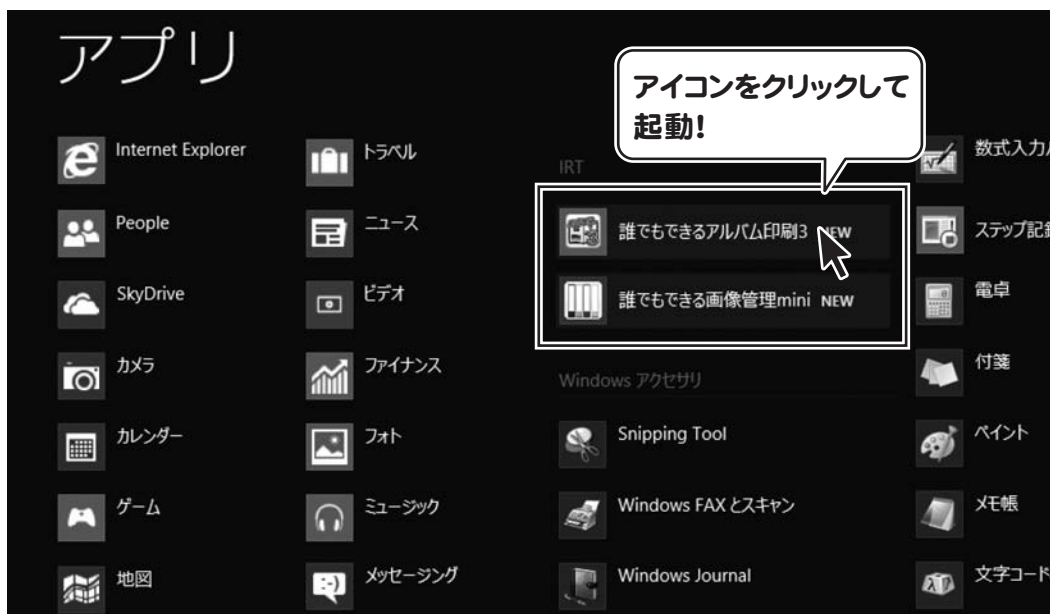 アプリ
アイコンをクリックして
起動!
Internet Explorer
People
SkyDrive
カメラ
カレンダー
ゲーム
地図
トラベル
ニュース
ビデオ
ファイナンス
フォト
ミュージック
メッセージング
IRT
誰でもできるアルバム印刷3 NEW
誰でもできる画像管理mini NEW
Windows アクセサリ
Snipping Tool
Windows FAX とスキャン
Windows Journal
数式入力
ステップ記録
電卓
付箋
ペイント
メモ帳
文字コード